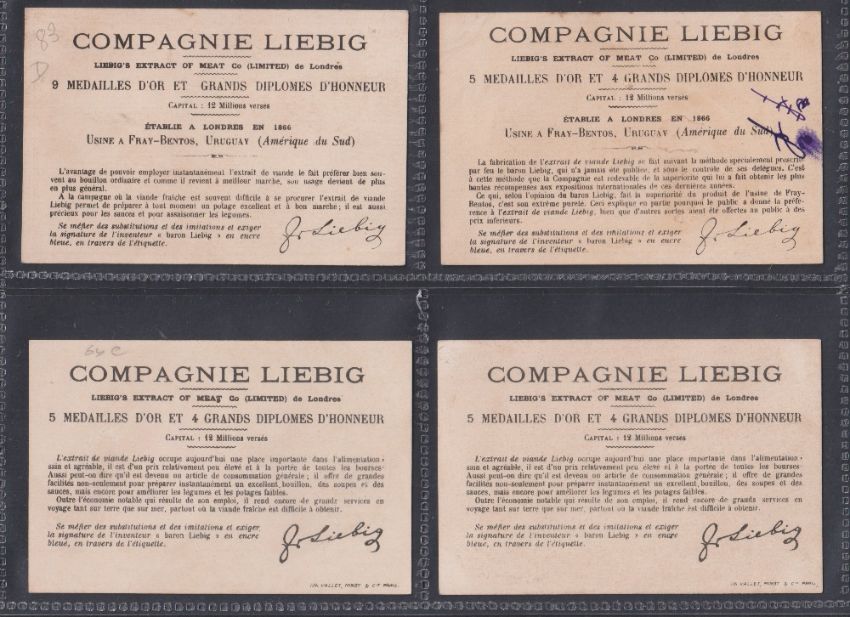 83
D
COMPAGNIE LIEBIG
LIEBIG'S EXTRACT OF MEAT Co (LIMITED) de Londres
9 MEDAILLES D'OR ET GRANDS DIPLOMES D'HONNEUR
CAPITAL : 12 Millions versés
ÉTABLIE A LONDRES EN 1866
USINE A FRAY-BENTOS, URUGUAY (Amérique du Sud)
L'avantage de pouvoir employer instantanément l'extrait de viande le fait préférer bien sou-
vent au bouillon ordinaire et comme il revient à meilleur marche, son usage devient de plus
en plus général.
A la campagne où la viande fraîche est souvent difficile à se procurer l'extrait de viande
Liebig permet de préparer à tout moment un potage excellent et à bon marche; il est aussi
précieux pour les sauces et pour assaisonner les légumes.
Se méfier des substitutions et des imitations et exiger
la signature de l'inventeur « baron Liebig » en encre
bleue, en travers de l'étiquette.
J. v. Liebig
COMPAGNIE LIEBIG
LIEBIG'S EXTRACT OF MEAT Co (LIMITED) de Londres
5 MEDAILLES D'OR ET 4 GRANDS DIPLOMES D'HONNEUR
CAPITAL : 12 Millions versés
ÉTABLIE A LONDRES EN 1866
USINE A FRAY-BENTOS, URUGUAY (Amérique du Sud)
La fabrication de l'extrait de viande Liebig se fait suivant la méthode spécialement proscrite
par feu le baron Liebig, qui n'a jamais été publiée, et sous le controle de ses délégues. C'est
à cette méthode que la Compagnie est redevable de la superiorité qui lui a fait obtenir les plus
hautes récompenses aux expositions internationales de ces dernières années.
Ce qui, selon l'opinion du baron Liebig, fait la superiorité du produit de l'usine de Fray-
Bentos, c'est son extrême pureté. Ceci explique en partie pourquoi le public a donné la préfé-
rence à l'extrait de viande Liebig, bien que d'autres sortes aient été offertes au public à des
prix inferieurs.
Se méfier des substitutions et des imitations et exiger
la signature de l'inventeur « baron Liebig » en encre
bleue, en travers de l'étiquette.
J. v. Liebig
COMPAGNIE LIEBIG
LIEBIG'S EXTRACT OF MEAT Co (LIMITED) de Londres
5 MEDAILLES D'OR ET 4 GRANDS DIPLOMES D'HONNEUR
CAPITAL : 12 Millions versés
L'extrait de viande Liebig occupe aujourd'hui une place importante dans l'alimentation
sain et agréable, il est d'un prix relativement peu élevé et à la portée de toutes les bourses-
Aussi peut-on dire qu'il est devenu un article de consommation générale; il offre de grandes
facilités non-seulement pour préparer instantanément un excellent bouillon, des soupes et des
sauces, mais encore pour améliorer les légumes et les potages faibles.
Outre l'économie notable qui résulte de son emploi, il rend encore de grands services en
voyage tant sur terre que sur mer, partout où la viande fraîche est difficile à obtenir.
Se méfier des substitutions et des imitations et exiger
la signature de l'inventeur « baron Liebig » en encre
bleue, en travers de l'étiquette.
J. v. Liebig
IM. VALLET, MINOT & Cie PARIS.
COMPAGNIE LIEBIG
LIEBIG'S EXTRACT OF MEAT Co (LIMITED) de Londres
5 MEDAILLES D'OR ET 4 GRANDS DIPLOMES D'HONNEUR
CAPITAL : 12 Millions versés
L'extrait de viande Liebig occupe aujourd'hui une place importante dans l'alimentation
sain et agréable, il est d'un prix relativement peu élevé et à la portée de toutes les bourses-
Aussi peut-on dire qu'il est devenu un article de consommation générale; il offre de grandes
facilités non-seulement pour préparer instantanément un excellent bouillon, des soupes et des
sauces, mais encore pour améliorer les légumes et les potages faibles.
Outre l'économie notable qui résulte de son emploi, il rend encore de grands services en
voyage tant sur terre que sur mer, partout où la viande fraîche est difficile à obtenir.
Se méfier des substitutions et des imitations et exiger
la signature de l'inventeur « baron Liebig » en encre
bleue, en travers de l'étiquette.
J. v. Liebig
IM. VALLET, MINOT & Cie PARIS.